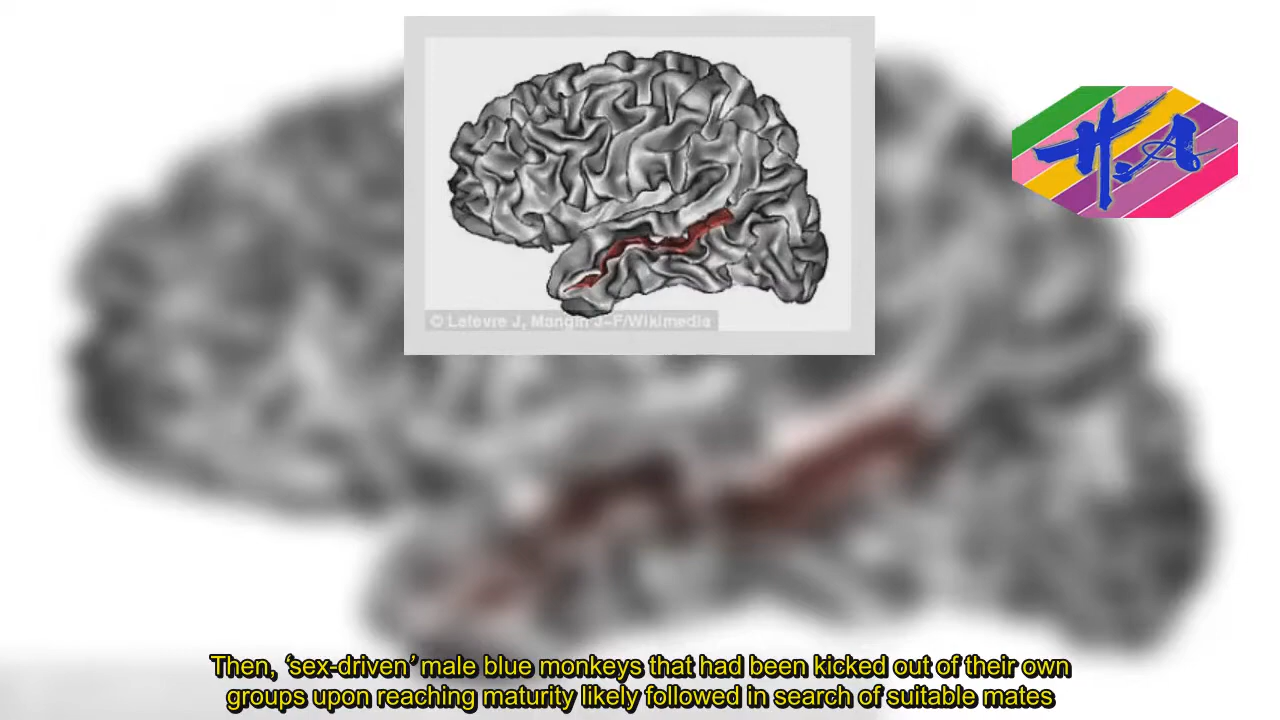 H.A
© Lefevre J, Mangin J-F/Wikimedia
Then, ‘sex-driven’ male blue monkeys that had been kicked out of their own
groups upon reaching maturity likely followed in search of suitable mates